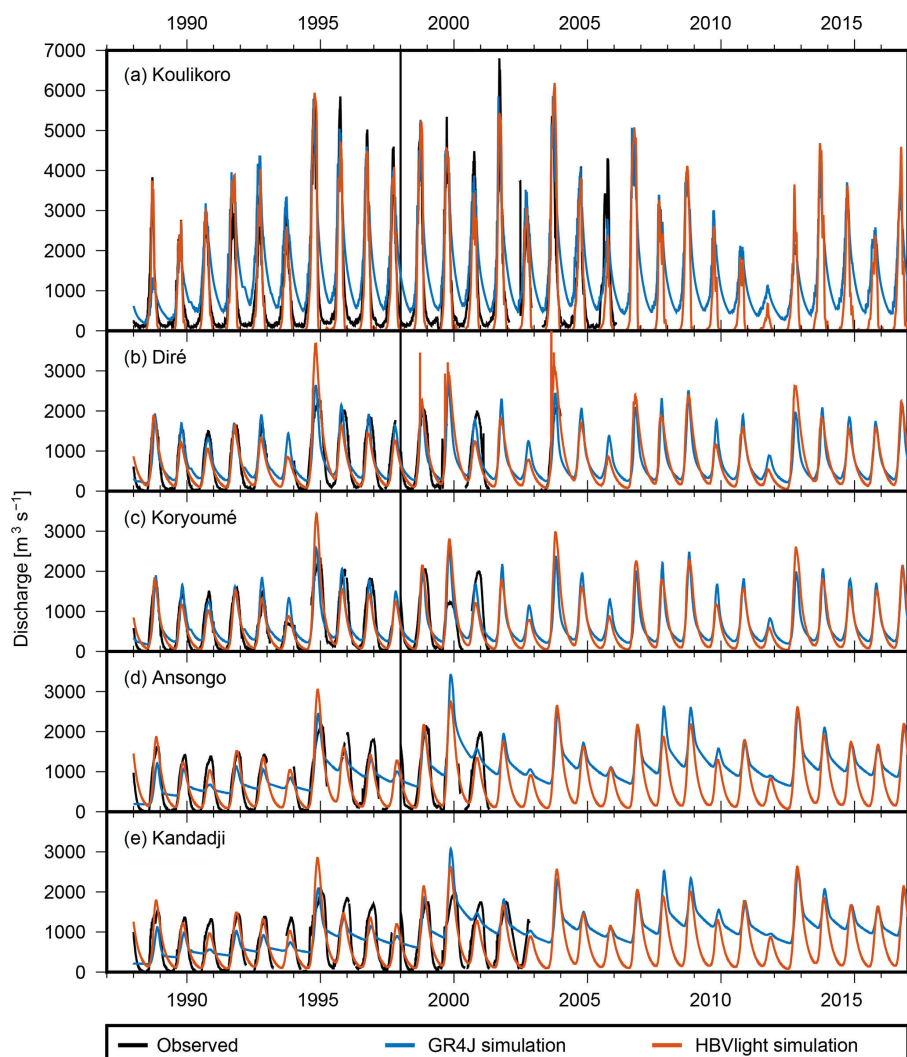 1990 1995 2000 2005 2010 2015
7000
(a) Koulikoro
6000
5000
4000
3000
2000
1000
0
(b) Diré
3000
2000
1000
0
(c) Koryoumé
3000
2000
1000
0
Discharge [m³ s⁻¹]
(d) Ansongo
3000
2000
1000
0
(e) Kandadji
3000
2000
1000
0
1990 1995 2000 2005 2010 2015
Observed GR4J simulation HBVlight simulation